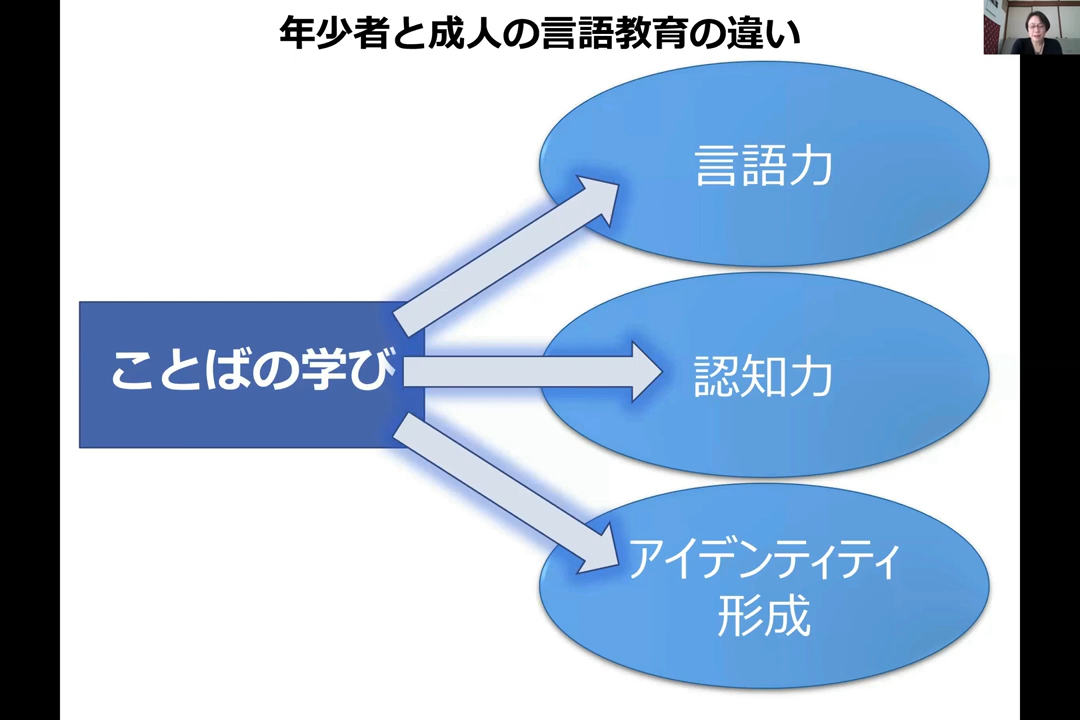 年少者と成人の言語教育の違い
言語力
ことばの学び
認知力
アイデンティティ
形成